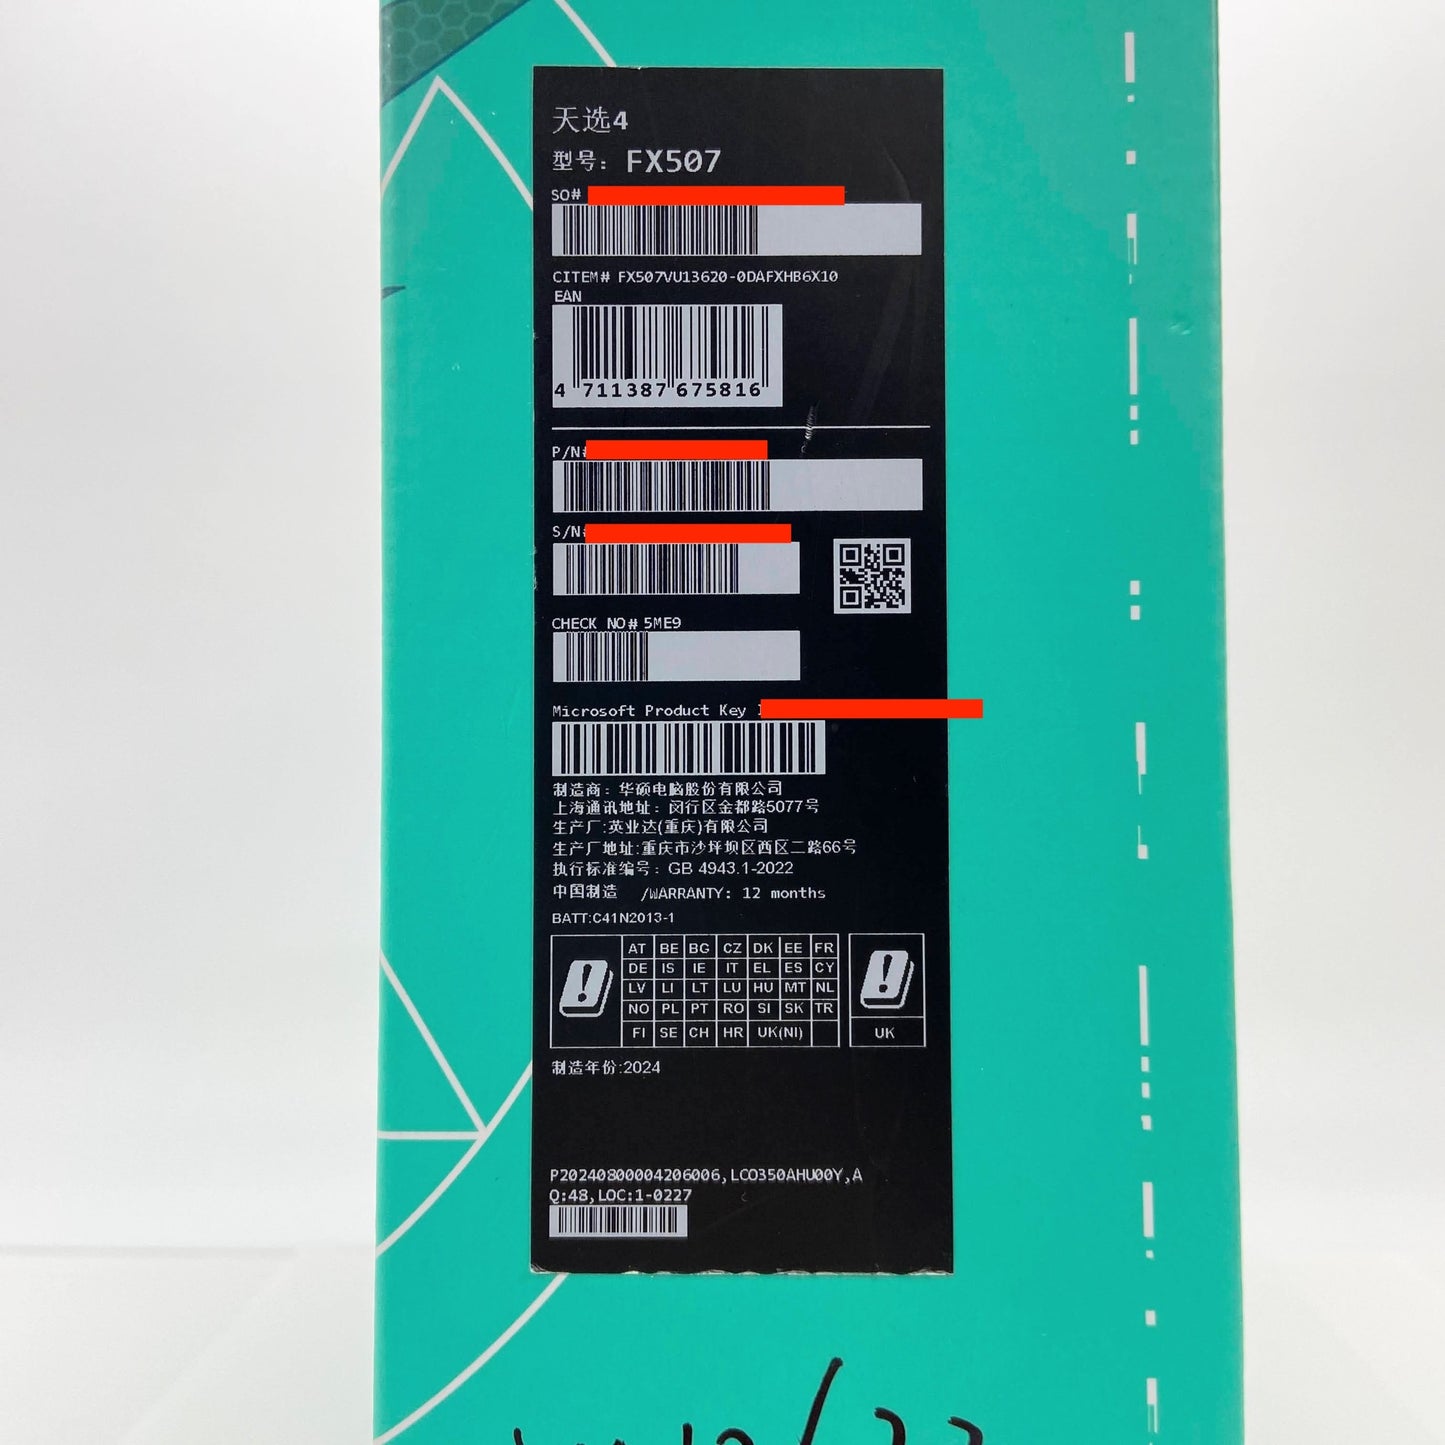 天选4
型号: FX507
SO#
CITEM# FX507VU13620-0DAFXHB6X10
EAN
4 711387 675816
P/N#
S/N#
CHECK NO# 5ME9
Microsoft Product Key
制造商: 华硕电脑股份有限公司
上海通讯地址: 闵行区金都路5077号
生产厂:英业达(重庆)有限公司
生产厂地址:重庆市沙坪坝区西区二路66号
执行标准编号: GB 4943.1-2022
中国制造 /WARRANTY: 12 months
BATT:C41N2013-1
AT BE BG CZ DK EE FR
DE IS IE IT EL ES CY
LV LI LT LU HU MT NL
NO PL PT RO SI SK TR
FI SE CH HR UK(NI)
UK
制造年份:2024
P20240800004206006,LCO350AHU00Y,A
Q:48,LOC:1-0227